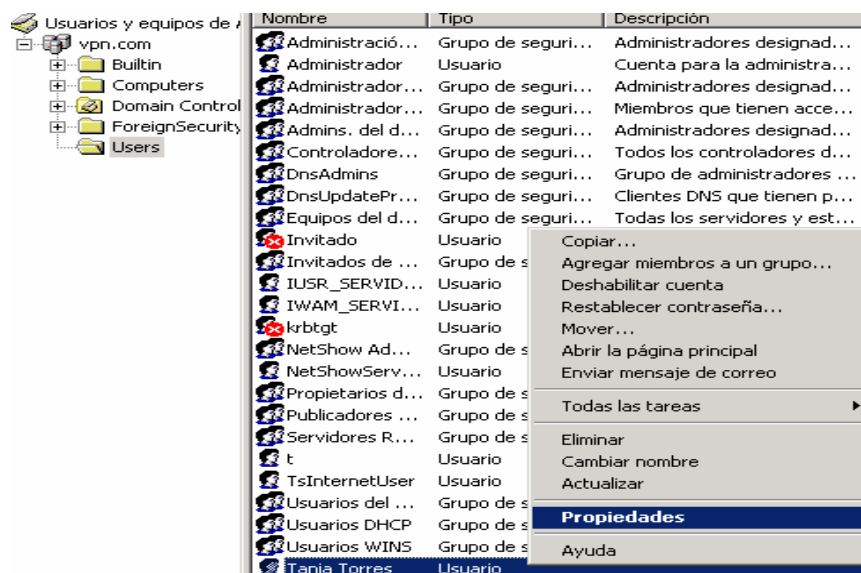 Usuarios y equipos de A
vpn.com
Builtin
Computers
Domain Control
ForeignSecurity
Users
Nombre Tipo Descripción
Administració... Grupo de seguri... Administradores designad...
Administrador Usuario Cuenta para la administra...
Administrador... Grupo de seguri... Administradores designad...
Administrador... Grupo de seguri... Miembros que tienen acce...
Admins. del d... Grupo de seguri... Administradores designad...
Controladore... Grupo de seguri... Todos los controladores d...
DnsAdmins Grupo de seguri... Grupo de administradores ...
DnsUpdatePr... Grupo de seguri... Clientes DNS que tienen p...
Equipos del d... Grupo de seguri... Todas los servidores y est...
Invitado Usuario
Invitados de ... Grupo de s
IUSR_SERVID... Usuario
IWAM_SERVI... Usuario
krbtgt Usuario
NetShow Ad... Grupo de s
NetShowServ... Usuario
Propietarios d... Grupo de s
Publicadores ... Grupo de s
Servidores R... Grupo de s
t Usuario
TsInternetUser Usuario
Usuarios del ... Grupo de s
Usuarios DHCP Grupo de s
Usuarios WINS Grupo de s
Tania Torres Usuario
Copiar...
Agregar miembros a un grupo...
Deshabilitar cuenta
Restablecer contraseña...
Mover...
Abrir la página principal
Enviar mensaje de correo
Todas las tareas
Eliminar
Cambiar nombre
Actualizar
Propiedades
Ayuda